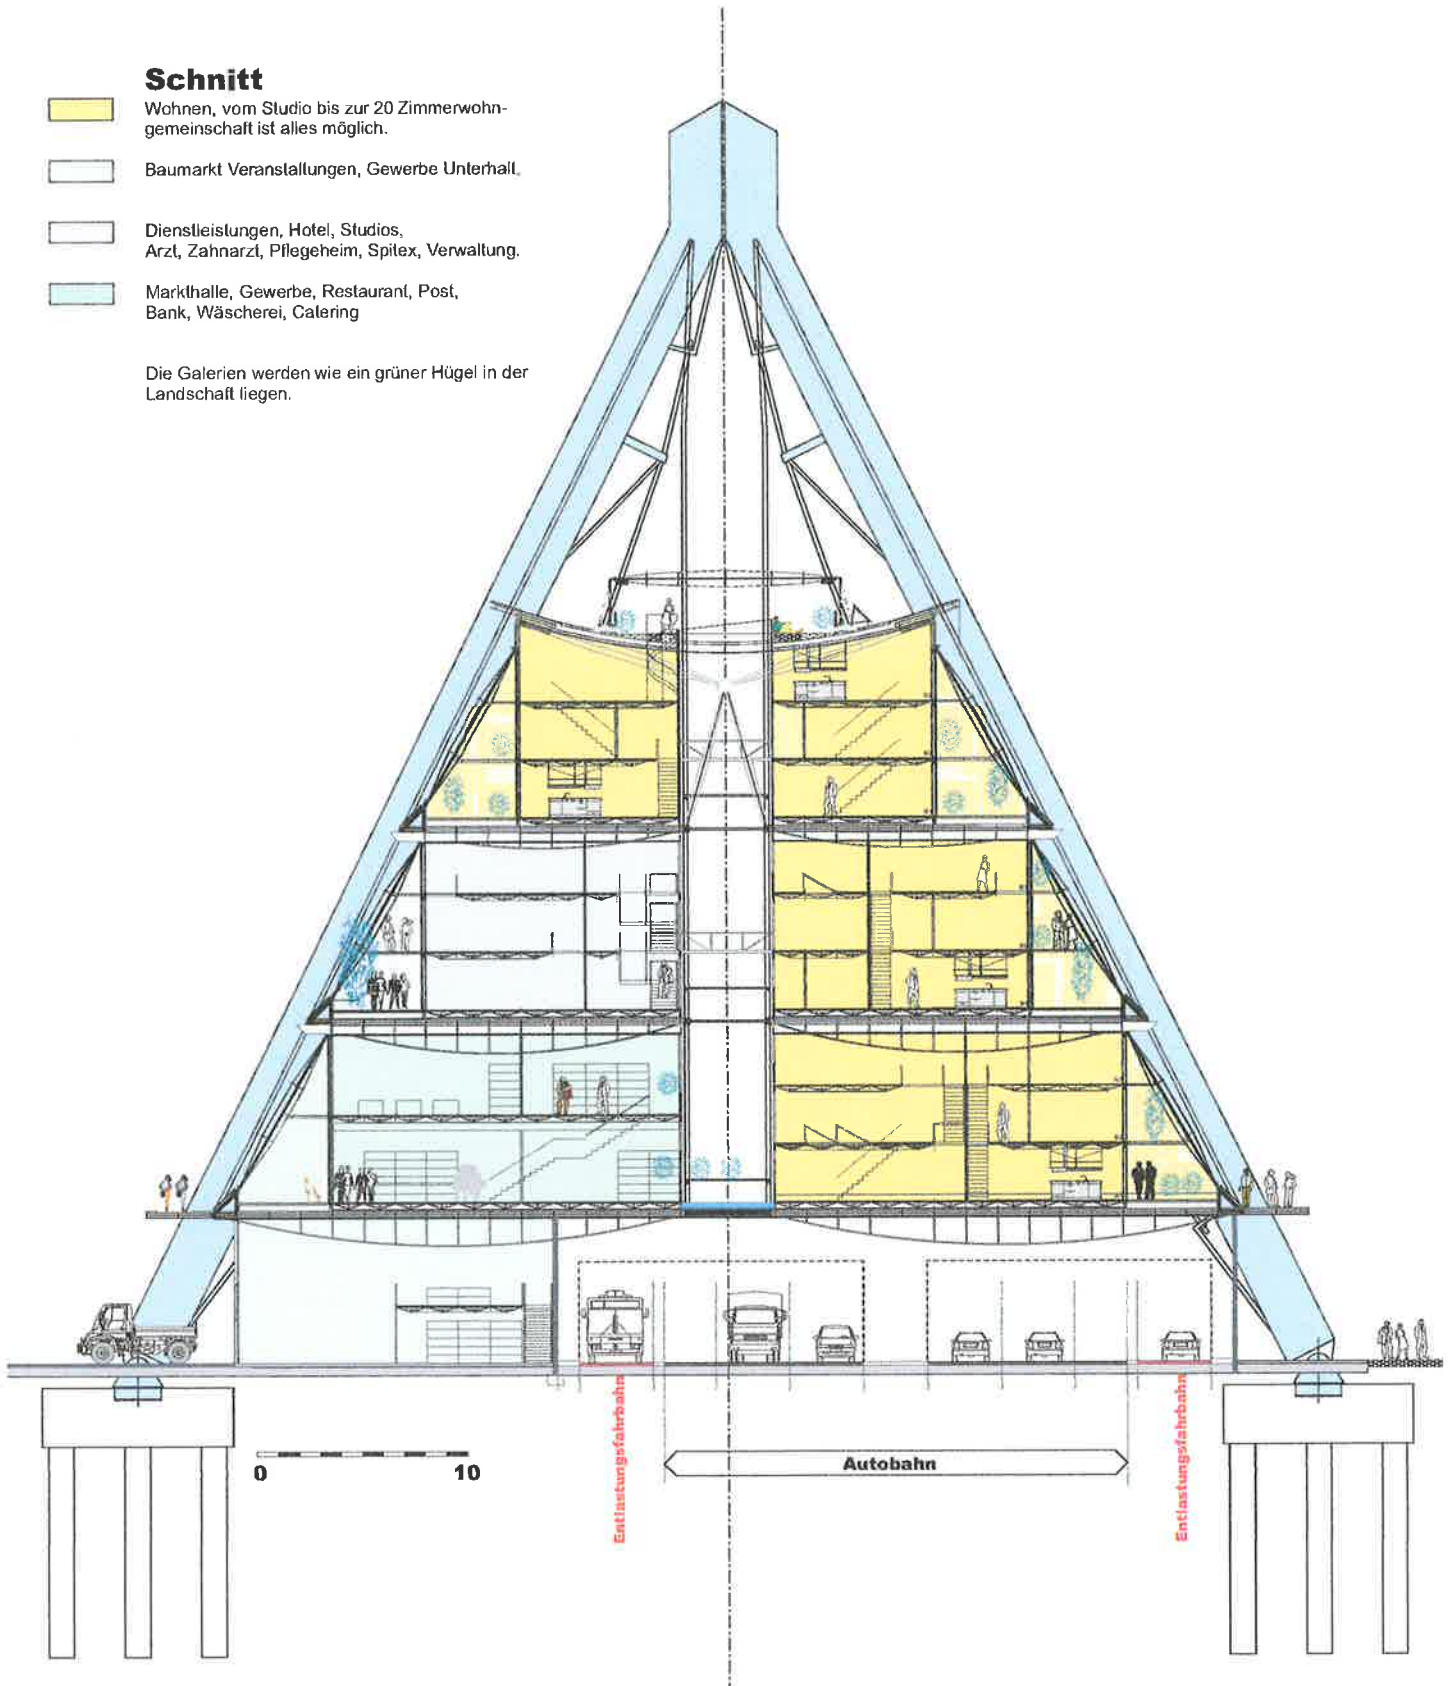 Schnitt
Wohnen, vom Studio bis zur 20 Zimmerwohn-
gemeinschaft ist alles möglich.
Baumarkt Veranstaltungen, Gewerbe Unterhalt.
Dienstleistungen, Hotel, Studios,
Arzt, Zahnarzt, Pflegeheim, Spitex, Verwaltung.
Markthalle, Gewerbe, Restaurant, Post,
Bank, Wäscherei, Catering
Die Galerien werden wie ein grüner Hügel in der
Landschaft liegen.
0 10
Entlastungsfahrbahn
Autobahn
Entlastungsfahrbahn